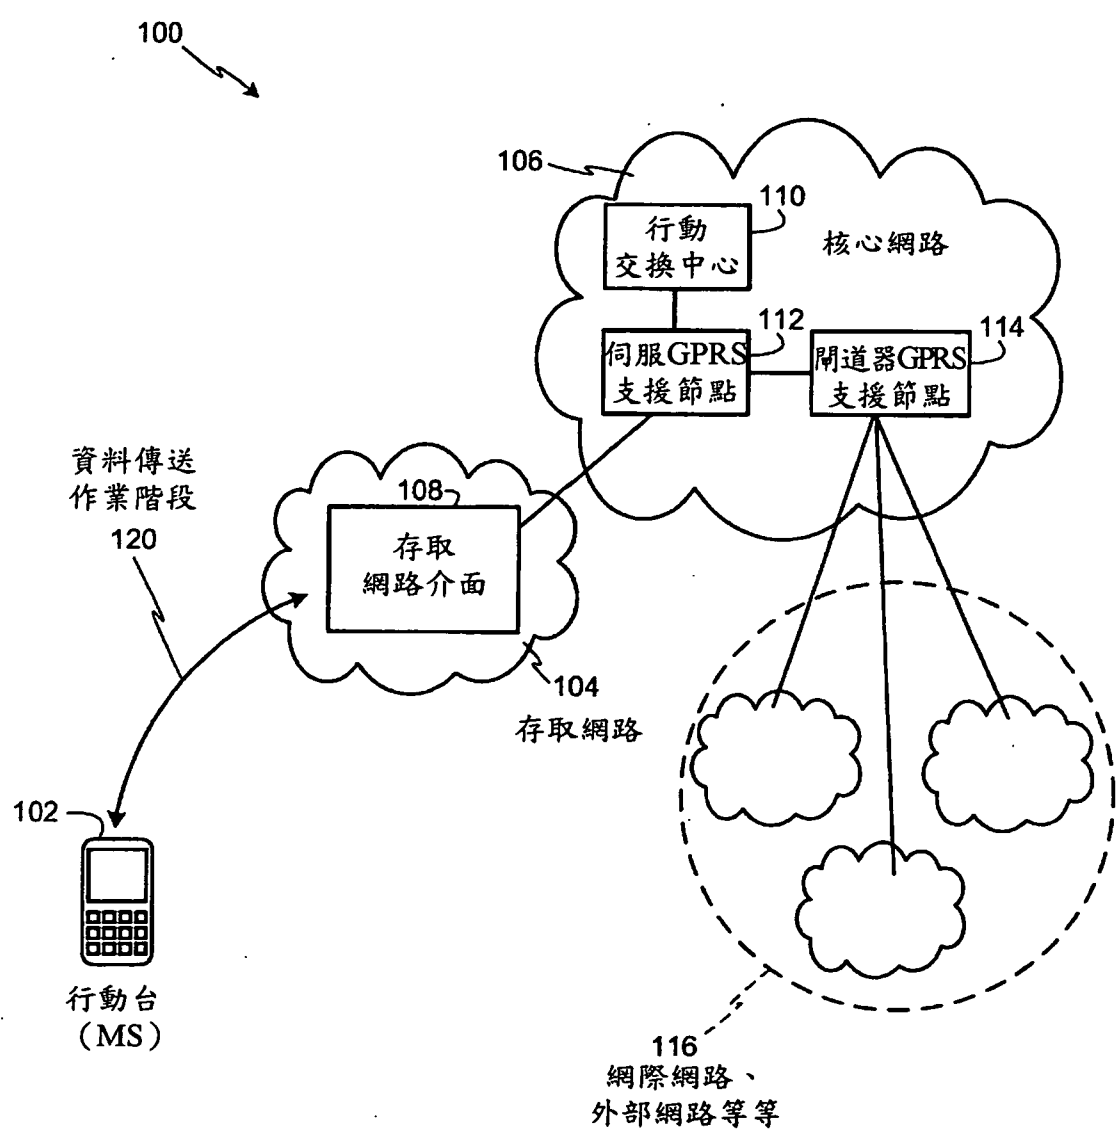 100
106
110
行動
交換中心
核心網路
112
伺服GPRS
支援節點
114
閘道器GPRS
支援節點
資料傳送
作業階段
120
108
存取
網路介面
104
存取網路
102
行動台
（MS）
116
網際網路、
外部網路等等